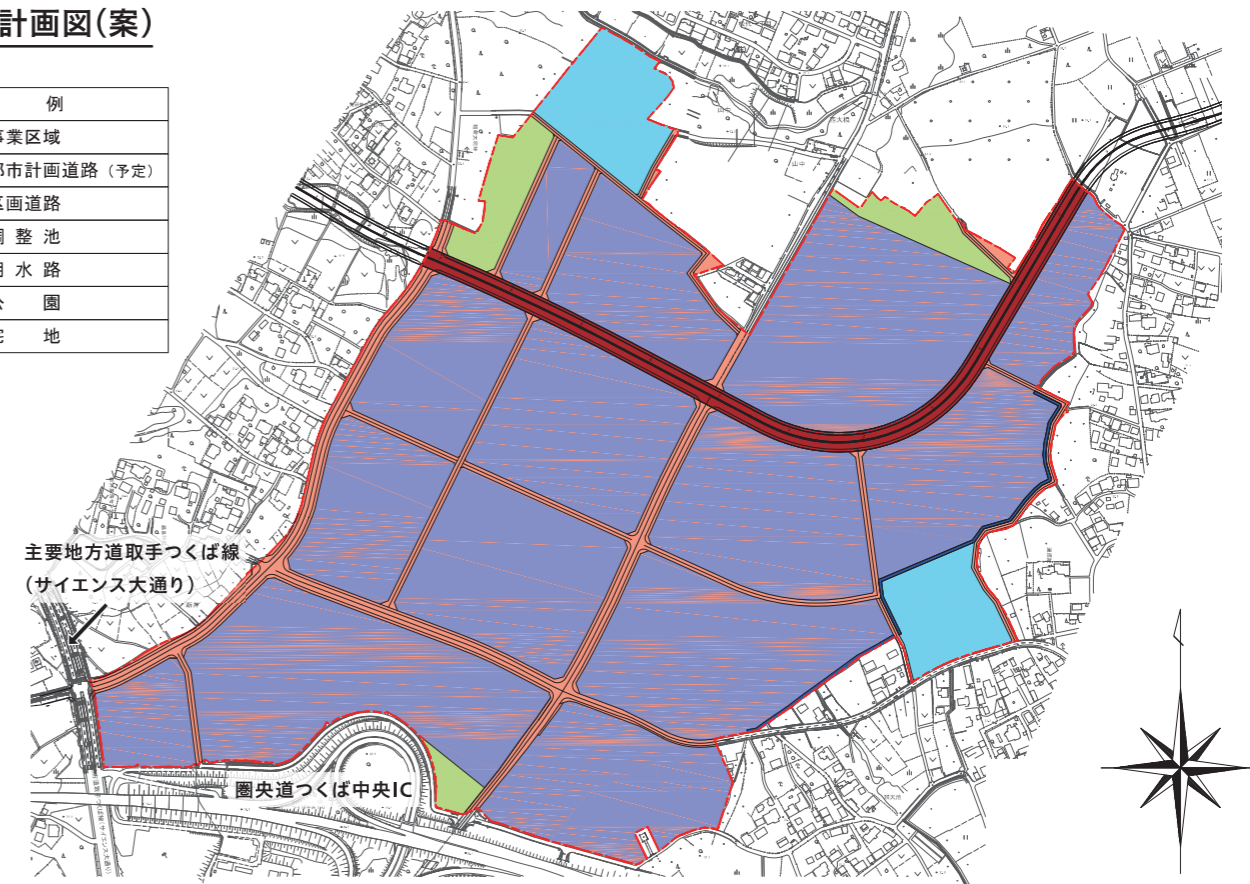 計画図(案)
例
事業区域
都市計画道路（予定）
区画道路
調 整 池
用 水 路
公 園
宅 地
主要地方道取手つくば線
(サイエンス大通り)
圏央道つくば中央IC